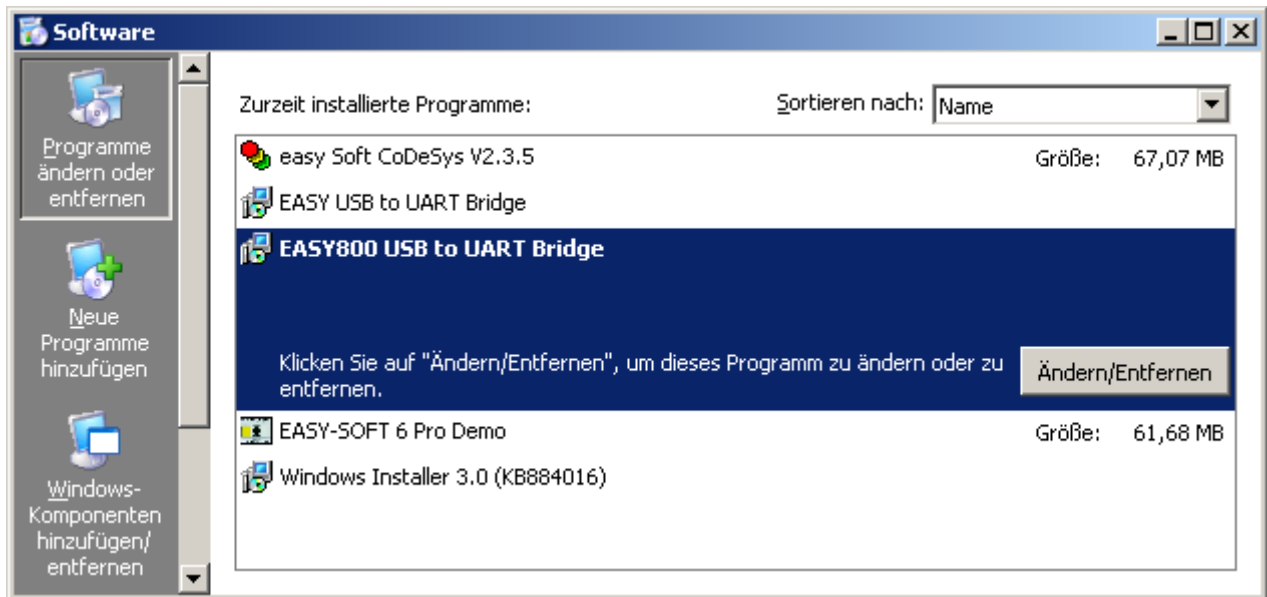 Software
Programme
ändern oder
entfernen
Neue
Programme
hinzufügen
Windows-
Komponenten
hinzufügen/
entfernen
Zurzeit installierte Programme:
Sortieren nach: Name
easy Soft CoDeSys V2.3.5 Größe: 67,07 MB
EASY USB to UART Bridge
EASY800 USB to UART Bridge
Klicken Sie auf "Ändern/Entfernen", um dieses Programm zu ändern oder zu
entfernen.
Ändern/Entfernen
EASY-SOFT 6 Pro Demo Größe: 61,68 MB
Windows Installer 3.0 (KB884016)